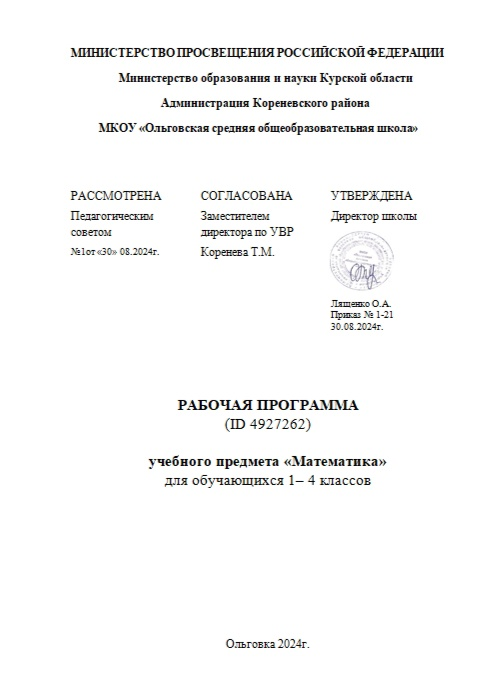 МИНИСТЕРСТВО ПРОСВЕЩЕНИЯ РОССИЙСКОЙ ФЕДЕРАЦИИ
Министерство образования и науки Курской области
Администрация Кореневского района
МКОУ «Ольговская средняя общеобразовательная школа»
РАССМОТРЕНА
Педагогическим
советом
№1от «30» 08.2024г.
СОГЛАСОВАНА
Заместителем
директора по УВР
Коренева Т.М.
УТВЕРЖДЕНА
Директор школы
Лященко О.А.
Приказ № 1-21
30.08.2024г.
РАБОЧАЯ ПРОГРАММА
(ID 4927262)
учебного предмета «Математика»
для обучающихся 1– 4 классов
Ольговка 2024г.